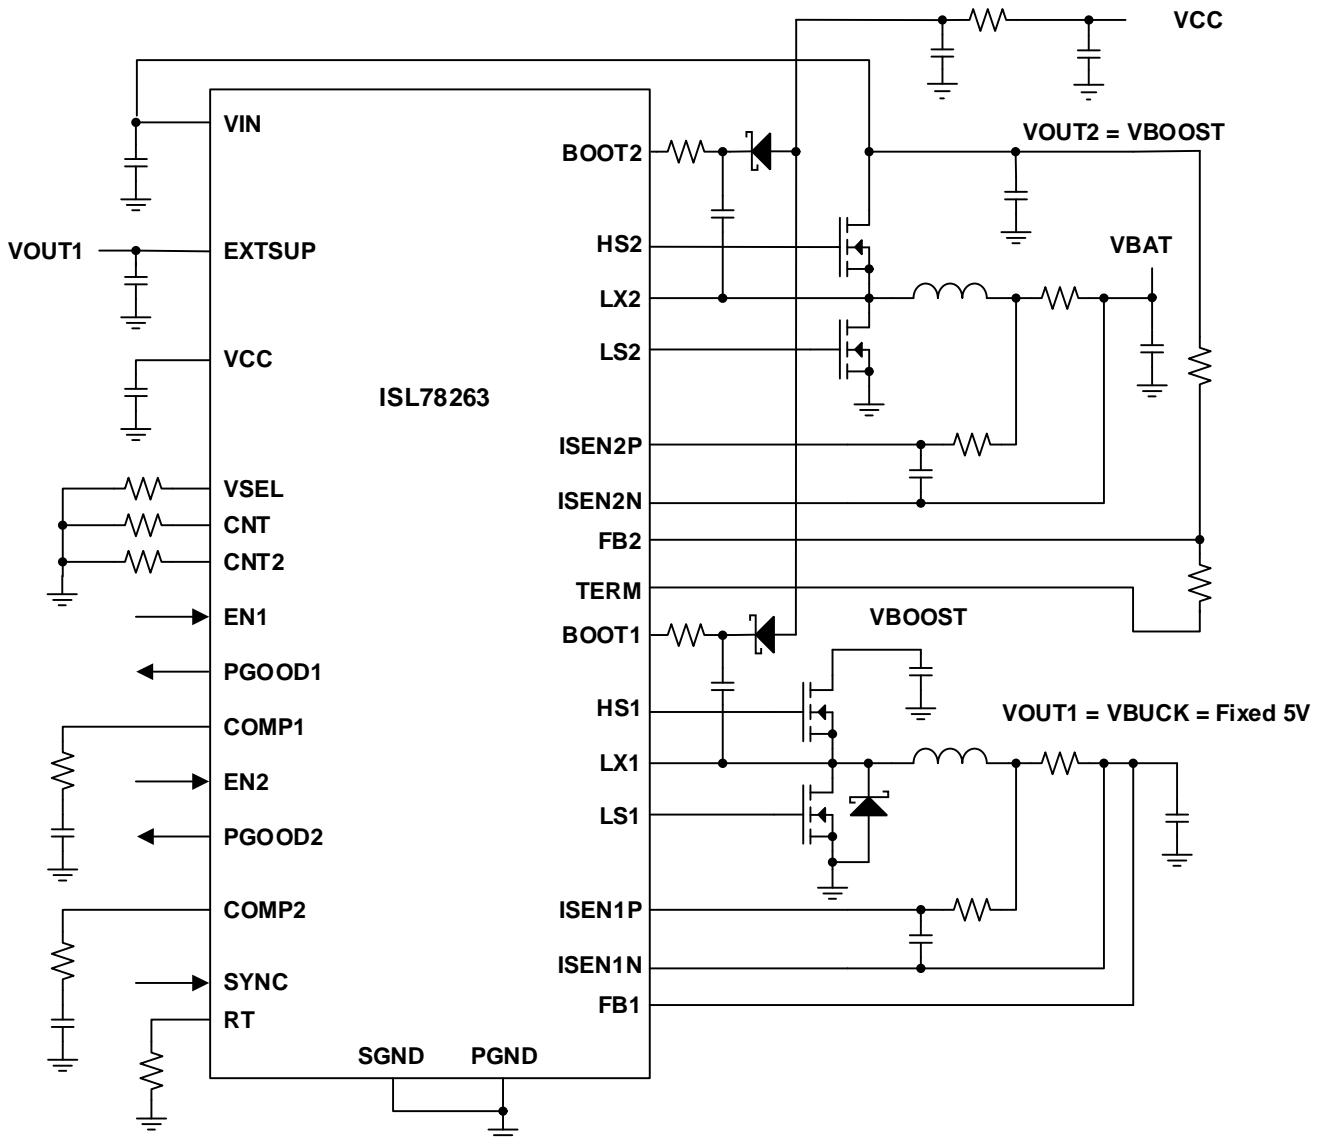 VCC
VIN
BOOT2
VOUT2 = VBOOST
VOUT1
EXTSUP
HS2
VBAT
LX2
VCC
LS2
ISL78263
ISEN2P
VSEL
ISEN2N
CNT
FB2
CNT2
TERM
EN1
BOOT1
VBOOST
PGOOD1
HS1
VOUT1 = VBUCK = Fixed 5V
COMP1
LX1
EN2
LS1
PGOOD2
COMP2
ISEN1P
ISEN1N
SYNC
FB1
RT
SGND
PGND